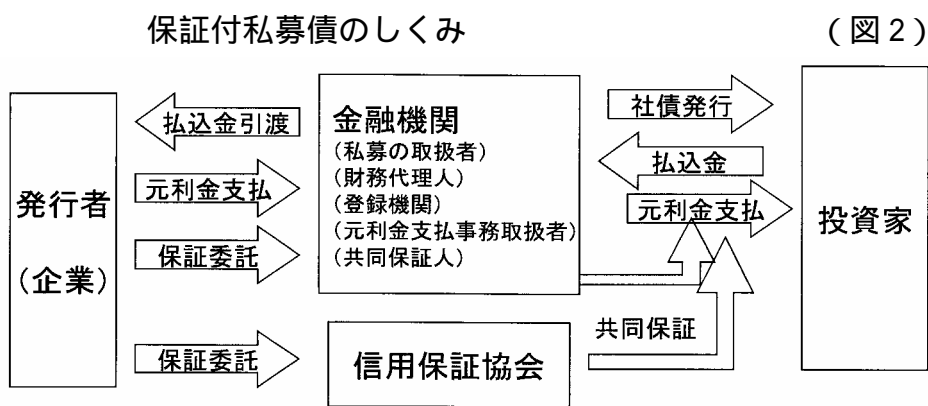 保証付私募債のしくみ
(図2)
発行者
(企業)
払込金引渡
元利金支払
保証委託
保証委託
金融機関
(私募の取扱者)
(財務代理人)
(登録機関)
(元利金支払事務取扱者)
(共同保証人)
信用保証協会
社債発行
払込金
元利金支払
共同保証
投資家